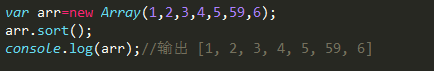 var arr=new Array(1,2,3,4,5,59,6);
arr.sort();
console.log(arr);//输出 [1, 2, 3, 4, 5, 59, 6]